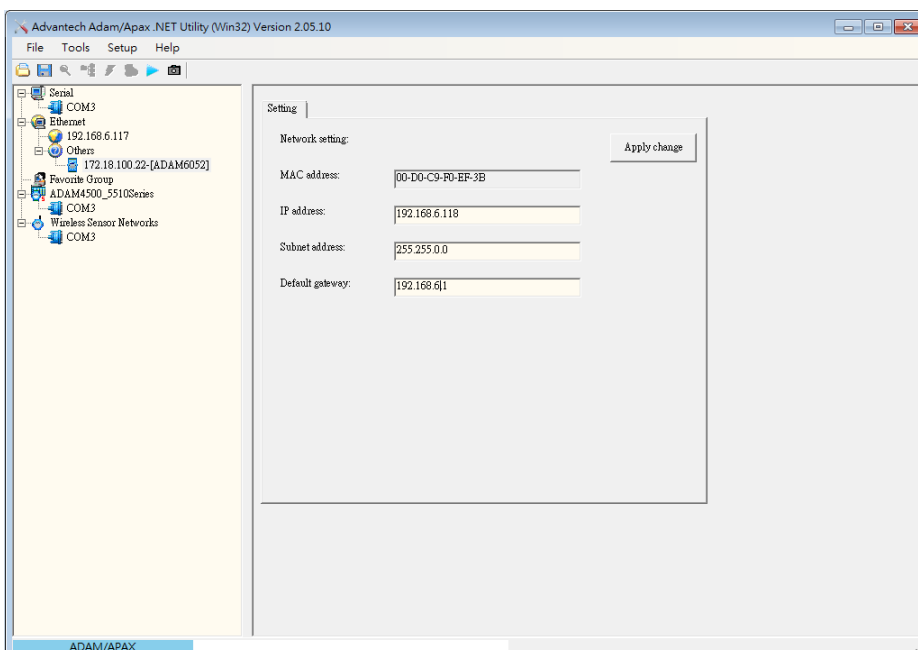 Advantech Adam/Apax .NET Utility (Win32) Version 2.05.10
File Tools Setup Help
Serial
COM3
Ethernet
192.168.6.117
Others
172.18.100.22-[ADAM6052]
Favorite Group
ADAM4500_5510Series
COM3
Wireless Sensor Networks
COM3
Setting
Network setting:
Apply change
MAC address:
00-D0-C9-F0-EF-3B
IP address:
192.168.6.118
Subnet address:
255.255.0.0
Default gateway:
192.168.6.1
ADAM/APAX